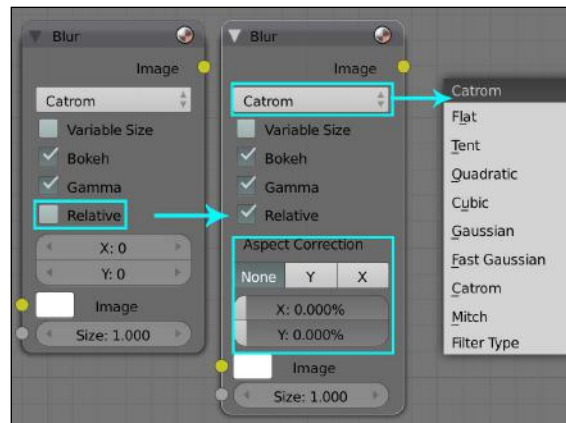 Blur
Image
Catrom
Variable Size
Bokeh
Gamma
Relative
X: 0
Y: 0
Image
Size: 1.000
Blur
Image
Catrom
Variable Size
Bokeh
Gamma
Relative
Aspect Correction
None Y X
X: 0.000%
Y: 0.000%
Image
Size: 1.000
Catrom
Flat
Tent
Quadratic
Cubic
Gaussian
Fast Gaussian
Catrom
Mitch
Filter Type